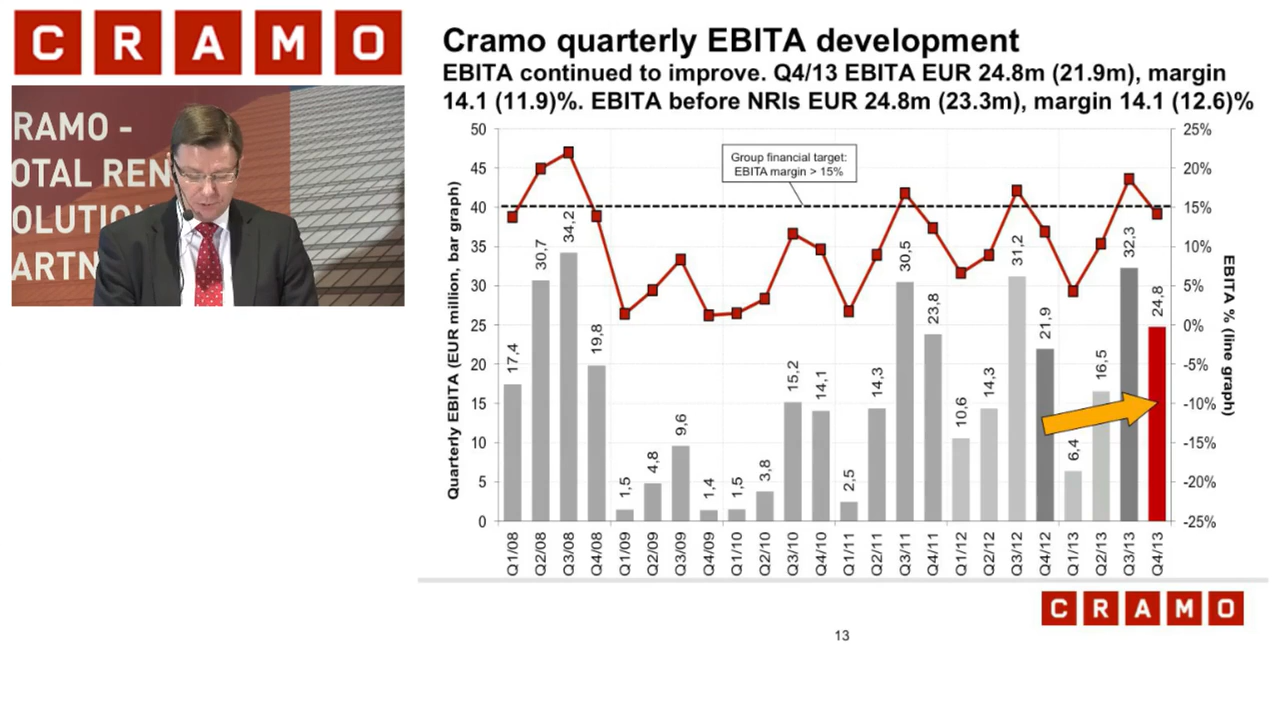 CRAMO
RAMO -
OTAL REN
OLUTION
ARTN
Cramo quarterly EBITA development
EBITA continued to improve. Q4/13 EBITA EUR 24.8m (21.9m), margin
14.1 (11.9)%. EBITA before NRIs EUR 24.8m (23.3m), margin 14.1 (12.6)%
Group financial target:
EBITA margin > 15%
Quarterly EBITA (EUR million, bar graph)
50
45
40
35
30
25
20
15
10
5
0
17,4
30,7
34,2
19,8
1,5
4,8
9,6
1,4
1,5
3,8
15,2
14,1
2,5
14,3
30,5
23,8
10,6
14,3
31,2
21,9
6,4
16,5
32,3
24,8
25%
20%
15%
10%
5%
0%
-5%
-10%
-15%
-20%
-25%
EBITA % (line graph)
Q1/08
Q2/08
Q3/08
Q4/08
Q1/09
Q2/09
Q3/09
Q4/09
Q1/10
Q2/10
Q3/10
Q4/10
Q1/11
Q2/11
Q3/11
Q4/11
Q1/12
Q2/12
Q3/12
Q4/12
Q1/13
Q2/13
Q3/13
Q4/13
CRAMO
13